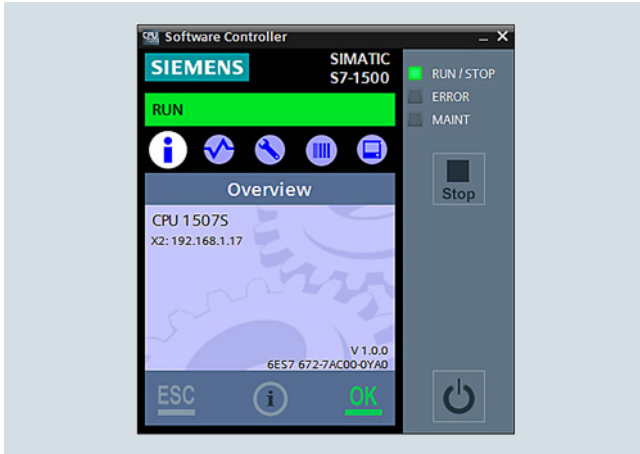 CPU Software Controller
SIEMENS
SIMATIC
S7-1500
RUN / STOP
ERROR
MAINT
RUN
Stop
Overview
CPU 1507S
X2: 192.168.1.17
V 1.0.0
6ES7 672-7AC00-0YA0
ESC
i
OK